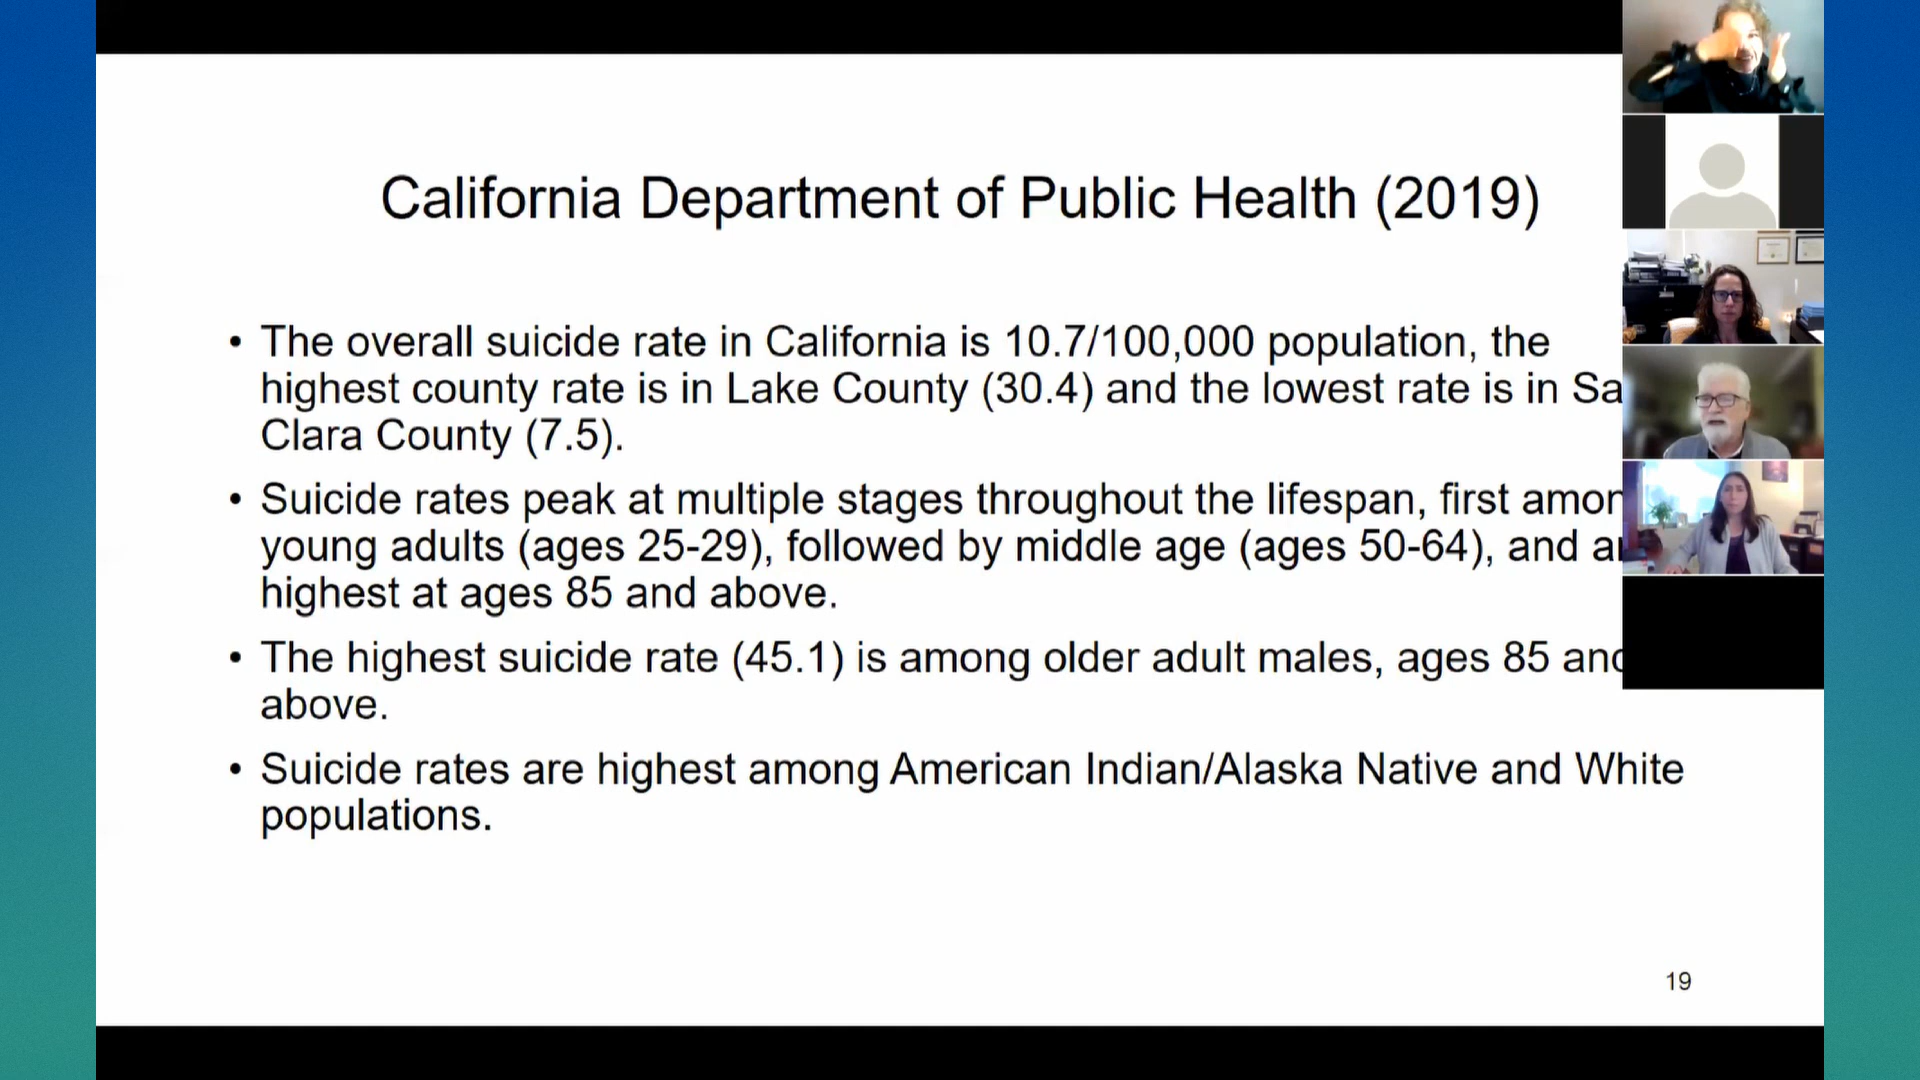 California Department of Public Health (2019)
• The overall suicide rate in California is 10.7/100,000 population, the
highest county rate is in Lake County (30.4) and the lowest rate is in
Clara County (7.5).
• Suicide rates peak at multiple stages throughout the lifespan, first
young adults (ages 25-29), followed by middle age (ages 50-64), and
highest at ages 85 and above.
• The highest suicide rate (45.1) is among older adult males, ages 85 and
above.
• Suicide rates are highest among American Indian/Alaska Native and White
populations.
19